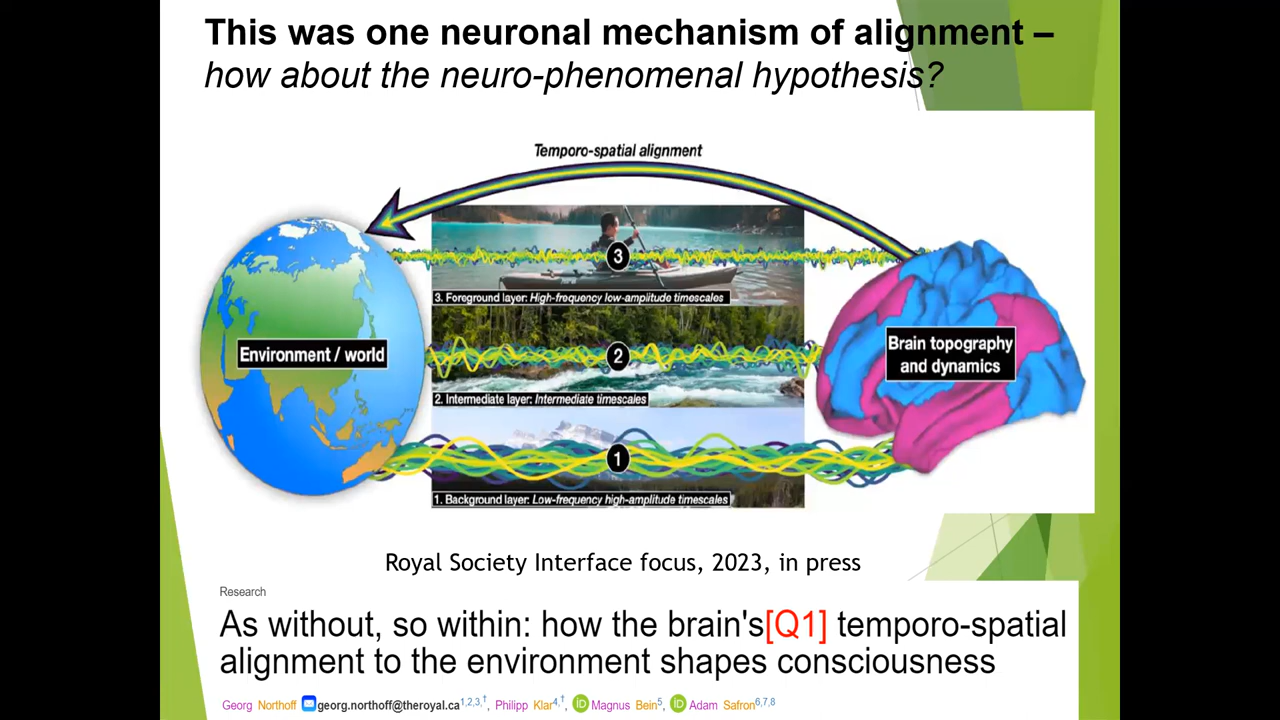 This was one neuronal mechanism of alignment –
how about the neuro-phenomenal hypothesis?
Temporo-spatial alignment
3
3. Foreground layer: High-frequency low-amplitude timescales
Environment / world
2
Brain topography
and dynamics
2. Intermediate layer: Intermediate timescales
1
1. Background layer: Low-frequency high-amplitude timescales
Royal Society Interface focus, 2023, in press
Research
As without, so within: how the brain's[Q1] temporo-spatial
alignment to the environment shapes consciousness
Georg Northoff georg.northoff@theroyal.ca1,2,3,†, Philipp Klar4,†, iD Magnus Bein5, iD Adam Safron6,7,8